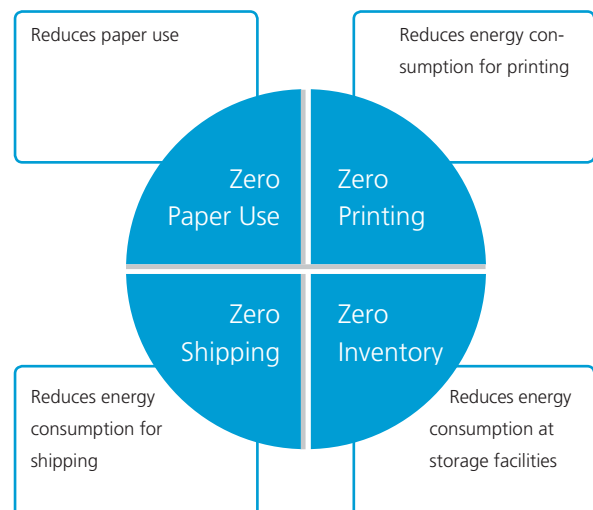 Reduces paper use
Reduces energy con-
sumption for printing
Zero
Paper Use
Zero
Printing
Zero
Shipping
Zero
Inventory
Reduces energy
consumption for
shipping
Reduces energy
consumption at
storage facilities